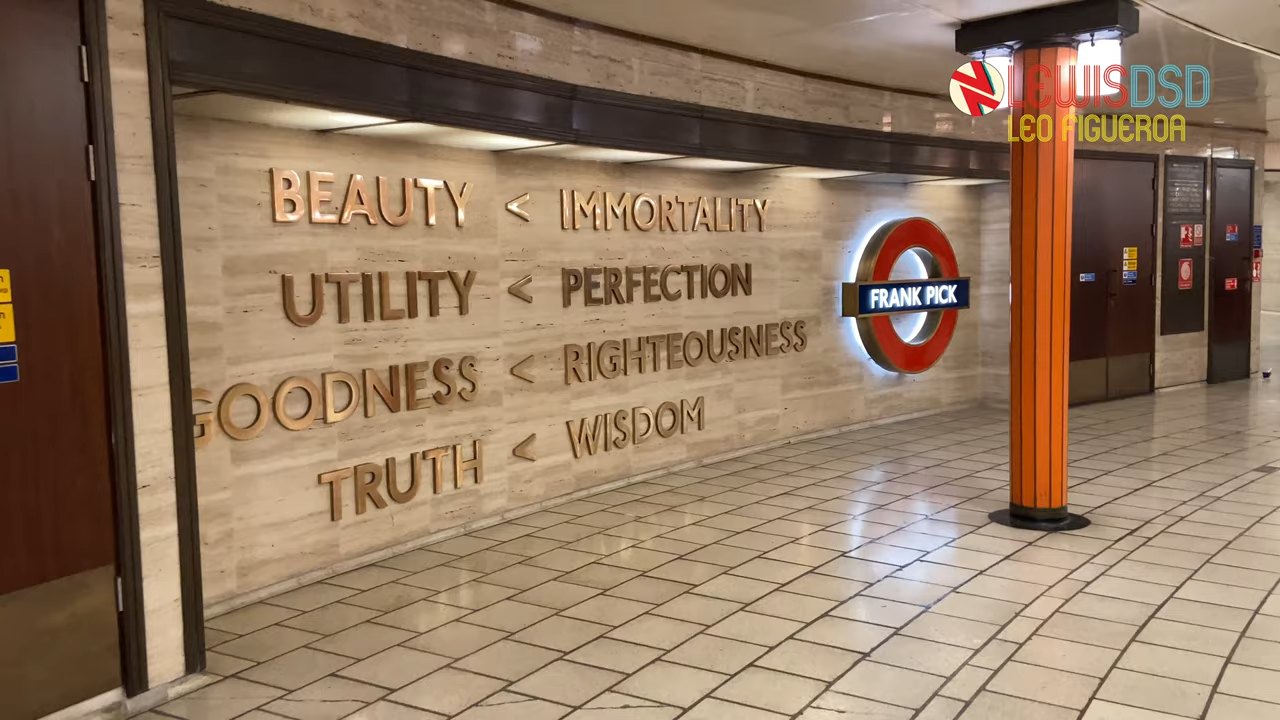 BEAUTY < IMMORTALITY
UTILITY < PERFECTION
GOODNESS < RIGHTEOUSNESS
TRUTH < WISDOM
FRANK PICK
LEWISDSD
LEO FIGUEROA